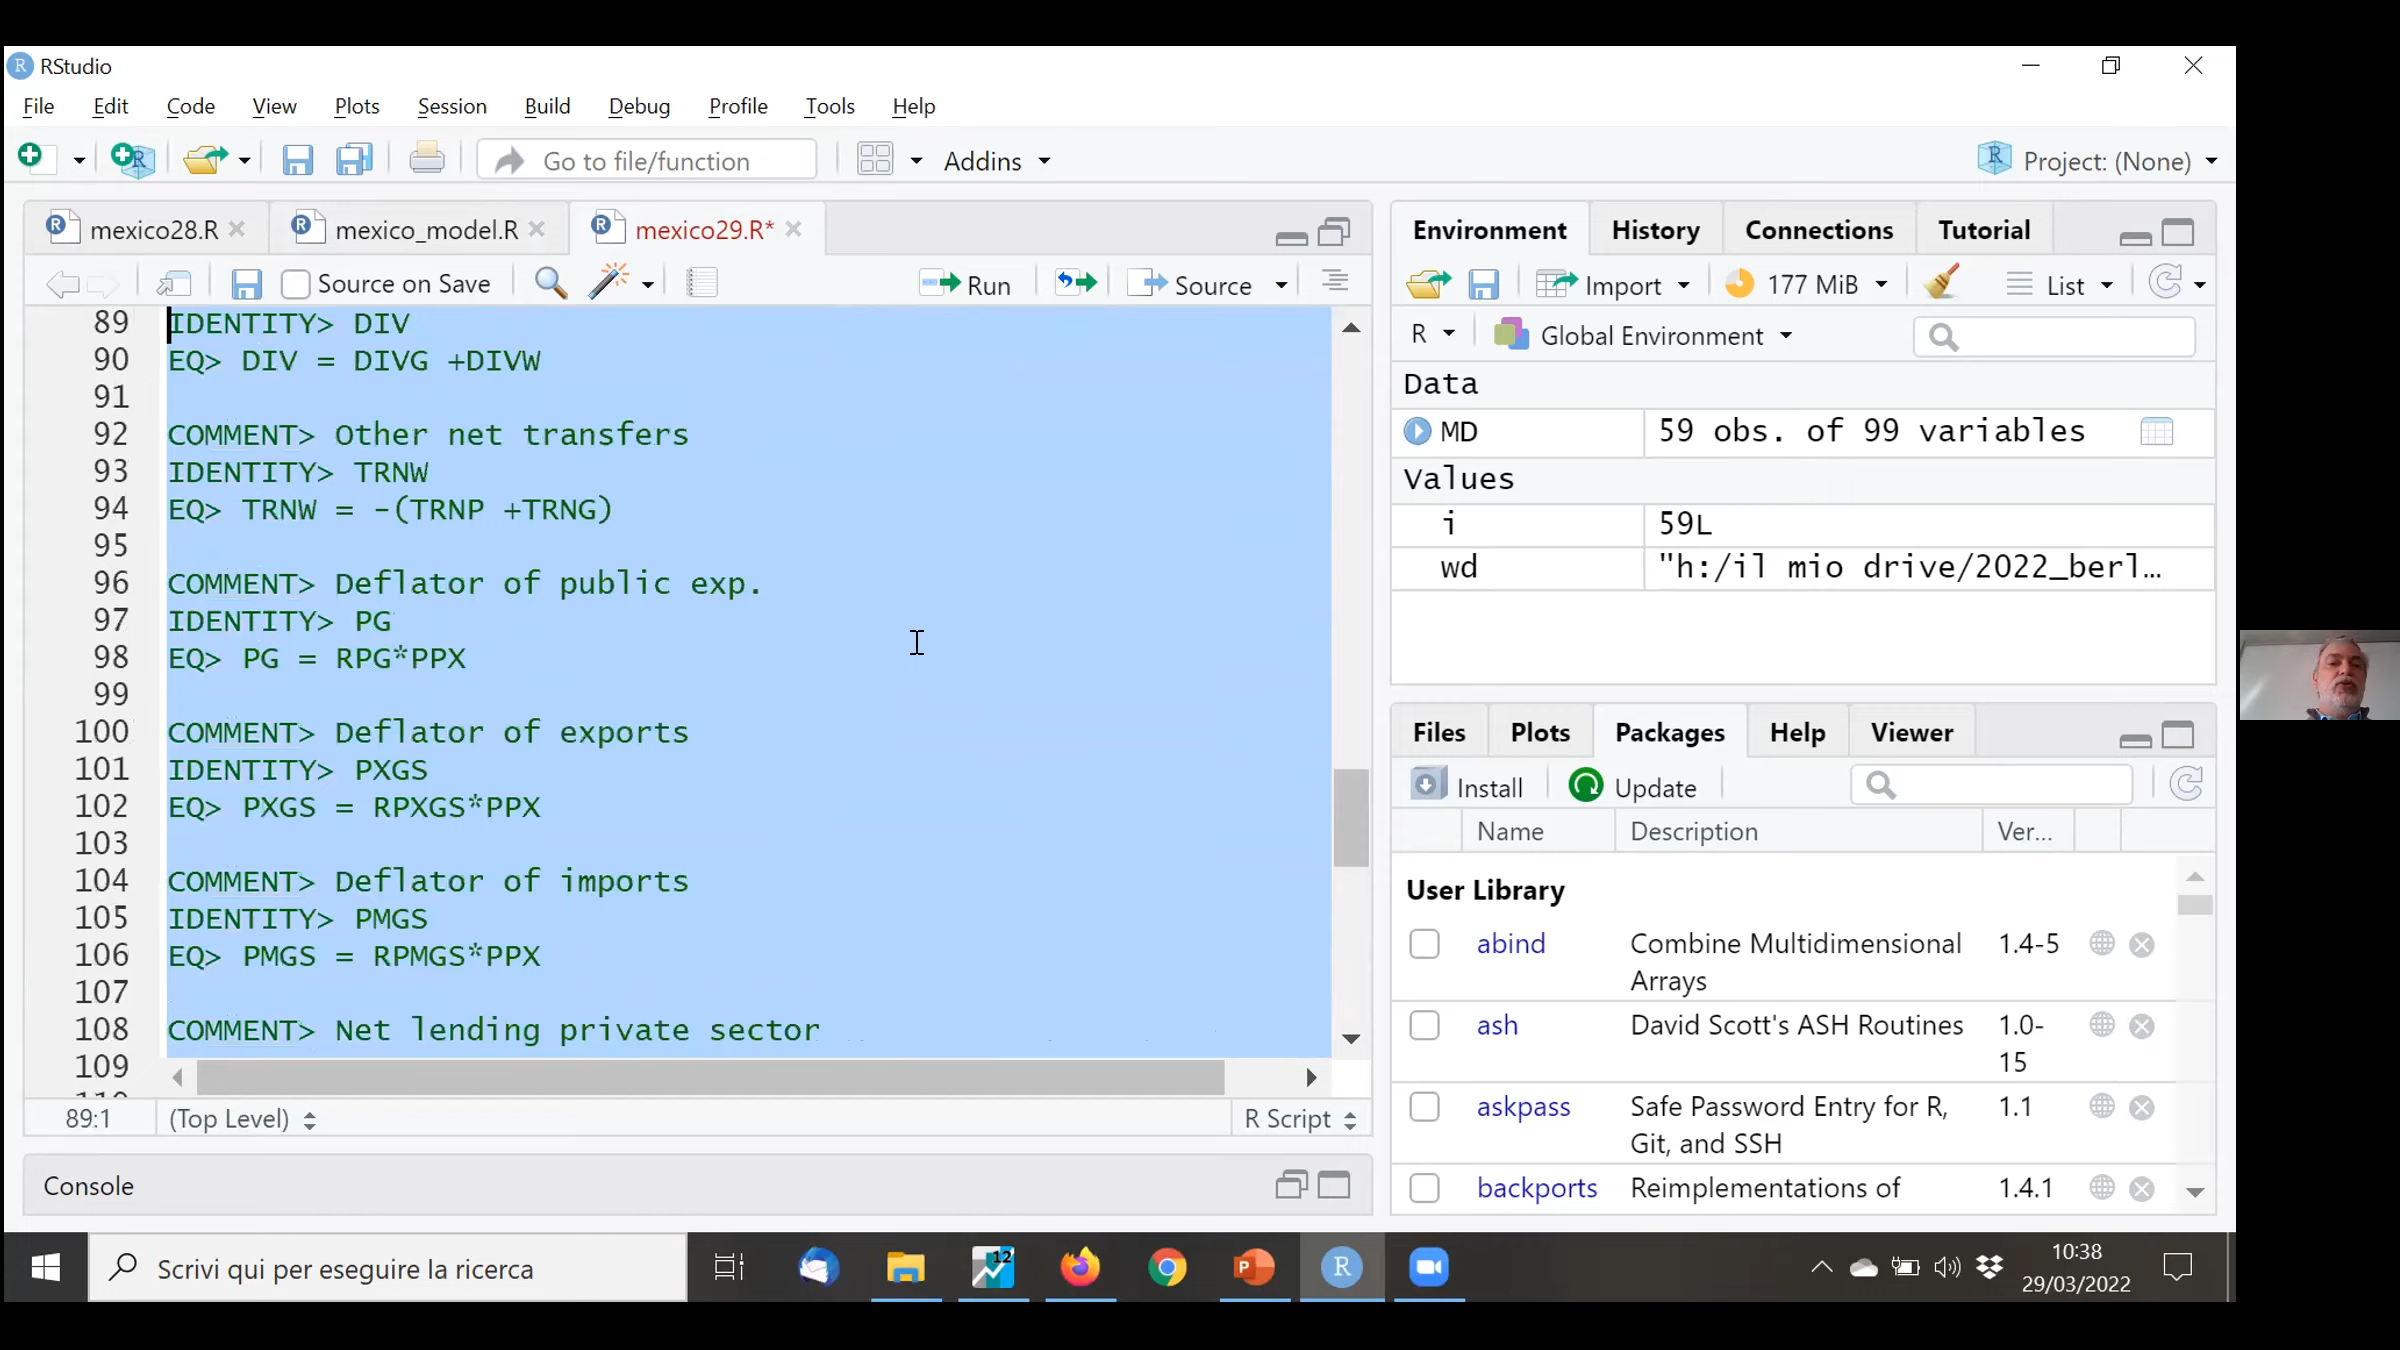 RStudio
File Edit Code View Plots Session Build Debug Profile Tools Help
Go to file/function Addins Project: (None)
mexico28.R mexico_model.R mexico29.R*
Source on Save Run Source
89 IDENTITY> DIV
90 EQ> DIV = DIVG +DIVW
91
92 COMMENT> Other net transfers
93 IDENTITY> TRNW
94 EQ> TRNW = -(TRNP +TRNG)
95
96 COMMENT> Deflator of public exp.
97 IDENTITY> PG
98 EQ> PG = RPG*PPX
99
100 COMMENT> Deflator of exports
101 IDENTITY> PXGS
102 EQ> PXGS = RPXGS*PPX
103
104 COMMENT> Deflator of imports
105 IDENTITY> PMGS
106 EQ> PMGS = RPMGS*PPX
107
108 COMMENT> Net lending private sector
109
89:1 (Top Level) R Script
Console
Environment History Connections Tutorial
Import 177 MiB List
R Global Environment
Data
MD 59 obs. of 99 variables
Values
i 59L
wd "h:/il mio drive/2022_berl…
Files Plots Packages Help Viewer
Install Update
Name Description Ver...
User Library
abind Combine Multidimensional Arrays 1.4-5
ash David Scott's ASH Routines 1.0-15
askpass Safe Password Entry for R, Git, and SSH 1.1
backports Reimplementations of 1.4.1
Scrivi qui per eseguire la ricerca
12
10:38
29/03/2022